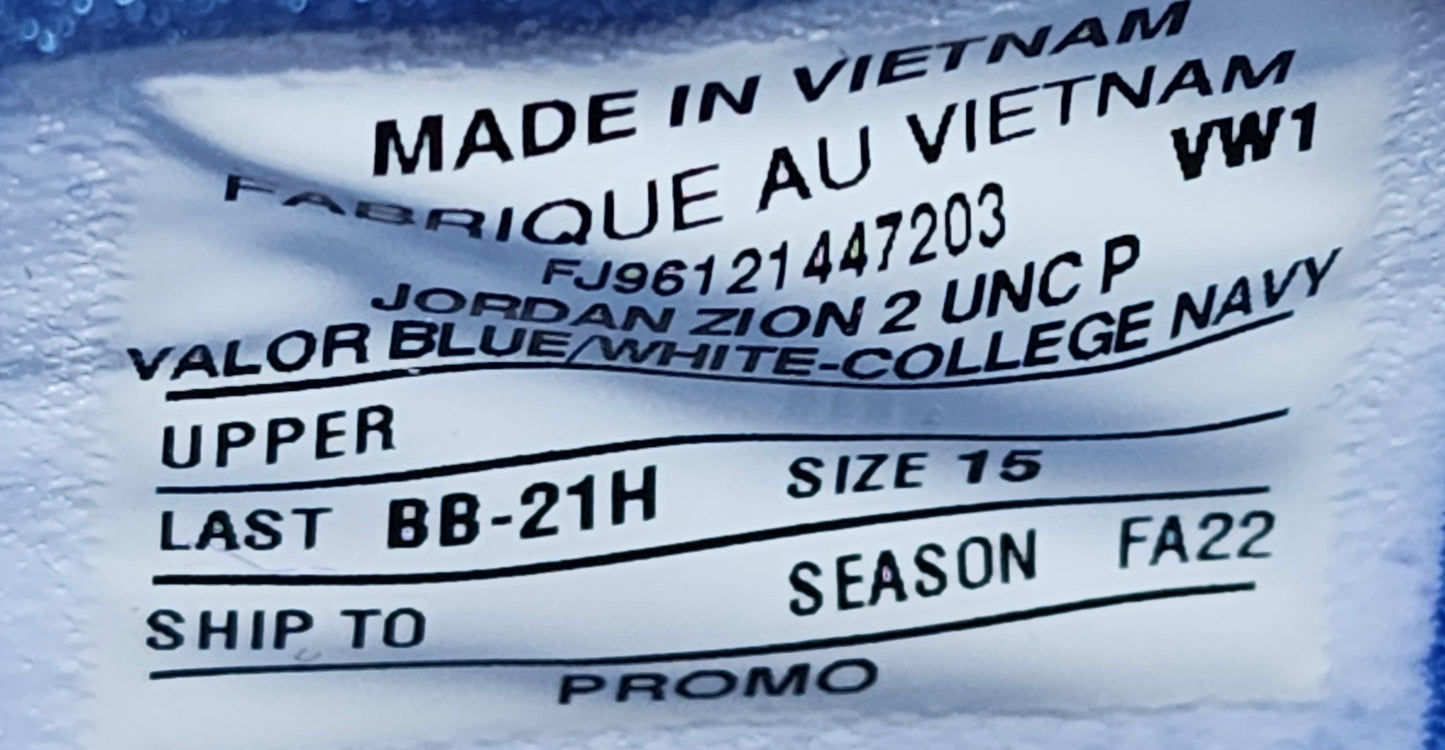 MADE IN VIETNAM
FABRIQUE AU VIETNAM
VW1
FJ96121447203
JORDAN ZION 2 UNC P
VALOR BLUE/WHITE-COLLEGE NAVY
UPPER
LAST BB-21H SIZE 15
SHIP TO SEASON FA22
PROMO